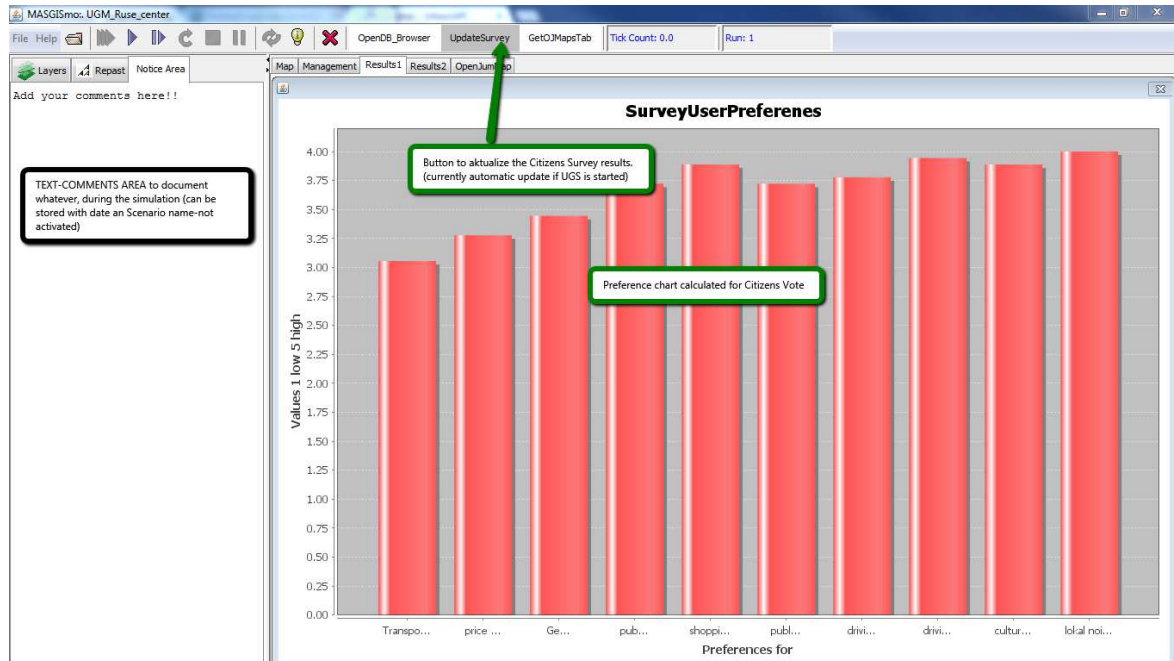 MASGISmo:. UGM_Ruse_center
File Help OpenDB_Browser UpdateSurvey GetOJMapsTab Tick Count: 0.0 Run: 1
Layers Repast Notice Area
Map Management Results1 Results2
Add your comments here!!
SurveyUserPreferenes
Button to aktualize the Citizens Survey results.
(currently automatic update if UGS is started)
TEXT-COMMENTS AREA to document
whatever, during the simulation (can be
stored with date an Scenario name-not
activated)
Preference chart calculated for Citizens Vote
Values 1 low 5 high
4.00
3.75
3.50
3.25
3.00
2.75
2.50
2.25
2.00
1.75
1.50
1.25
1.00
0.75
0.50
0.25
0.00
Transpo... price ... Ge... pub... shoppi... publ... drivi... drivi... cultur... noi...
Preferences for